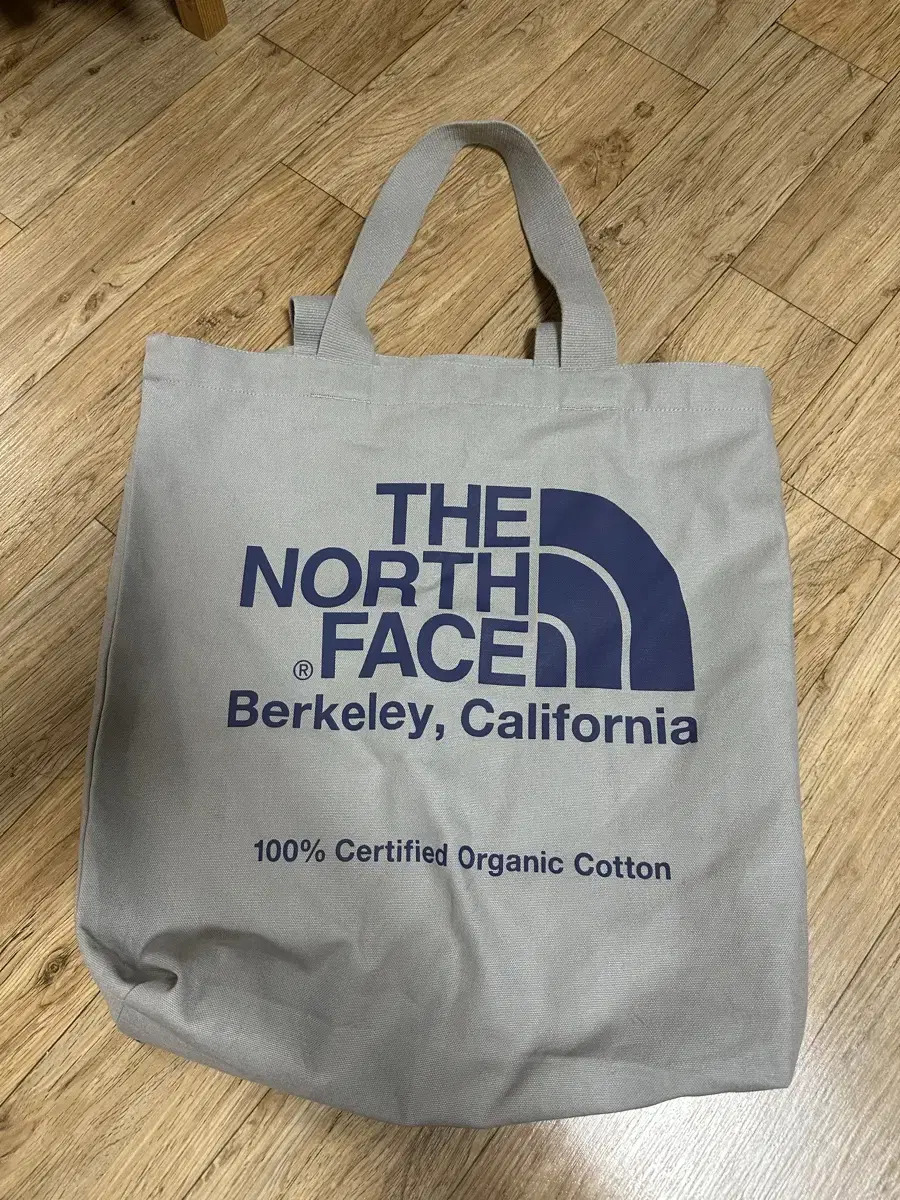 THE
NORTH
® FACE
Berkeley, California
100% Certified Organic Cotton